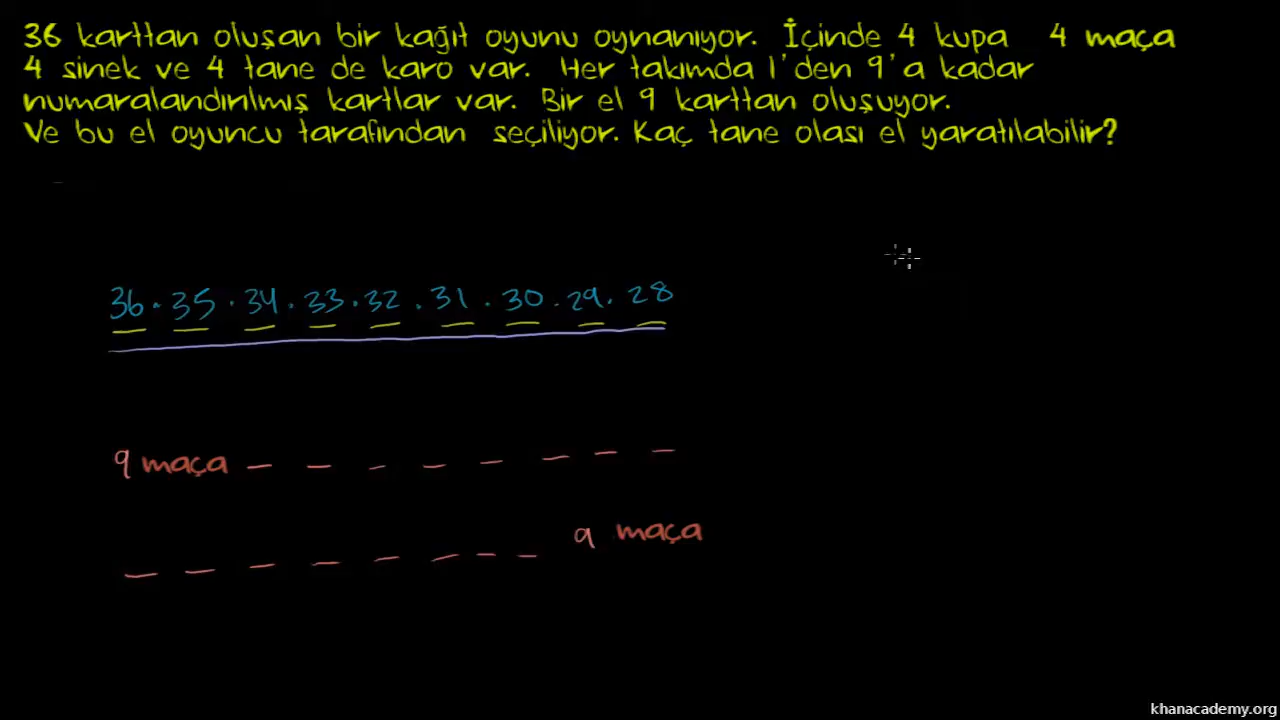 36 karttan oluşan bir kağıt oyunu oynanıyor. İçinde 4 kupa 4 maça
4 sinek ve 4 tane de karo var. Her takımda 1'den 9'a kadar
numaralandırılmış kartlar var. Bir el 9 karttan oluşuyor.
Ve bu el oyuncu tarafından seçiliyor. Kaç tane olası el yaratılabilir?
36 · 35 · 34 · 33 · 32 · 31 · 30 · 29 · 28
9 maça _ _ _ _ _ _ _ _
_ _ _ _ _ _ _ _ 9 maça
khanacademy.org